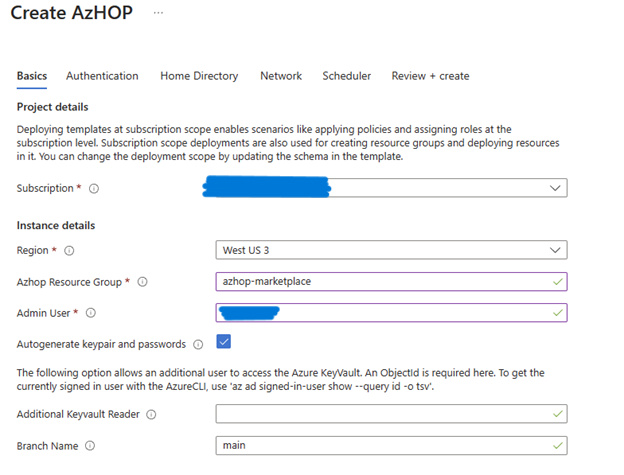 Create AzHOP ...
Basics Authentication Home Directory Network Scheduler Review + create
Project details
Deploying templates at subscription scope enables scenarios like applying policies and assigning roles at the
subscription level. Subscription scope deployments are also used for creating resource groups and deploying resources
in it. You can change the deployment scope by updating the schema in the template.
Subscription *
Instance details
Region * West US 3
Azhop Resource Group * azhop-marketplace
Admin User *
Autogenerate keypair and passwords
The following option allows an additional user to access the Azure KeyVault. An ObjectId is required here. To get the
currently signed in user with the AzureCLI, use 'az ad signed-in-user show --query id -o tsv'.
Additional Keyvault Reader
Branch Name main